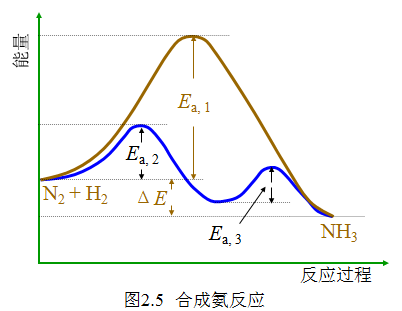 能量
Ea, 1
Ea, 2
N2 + H2
Δ E
Ea, 3
NH3
反应过程
图2.5 合成氨反应